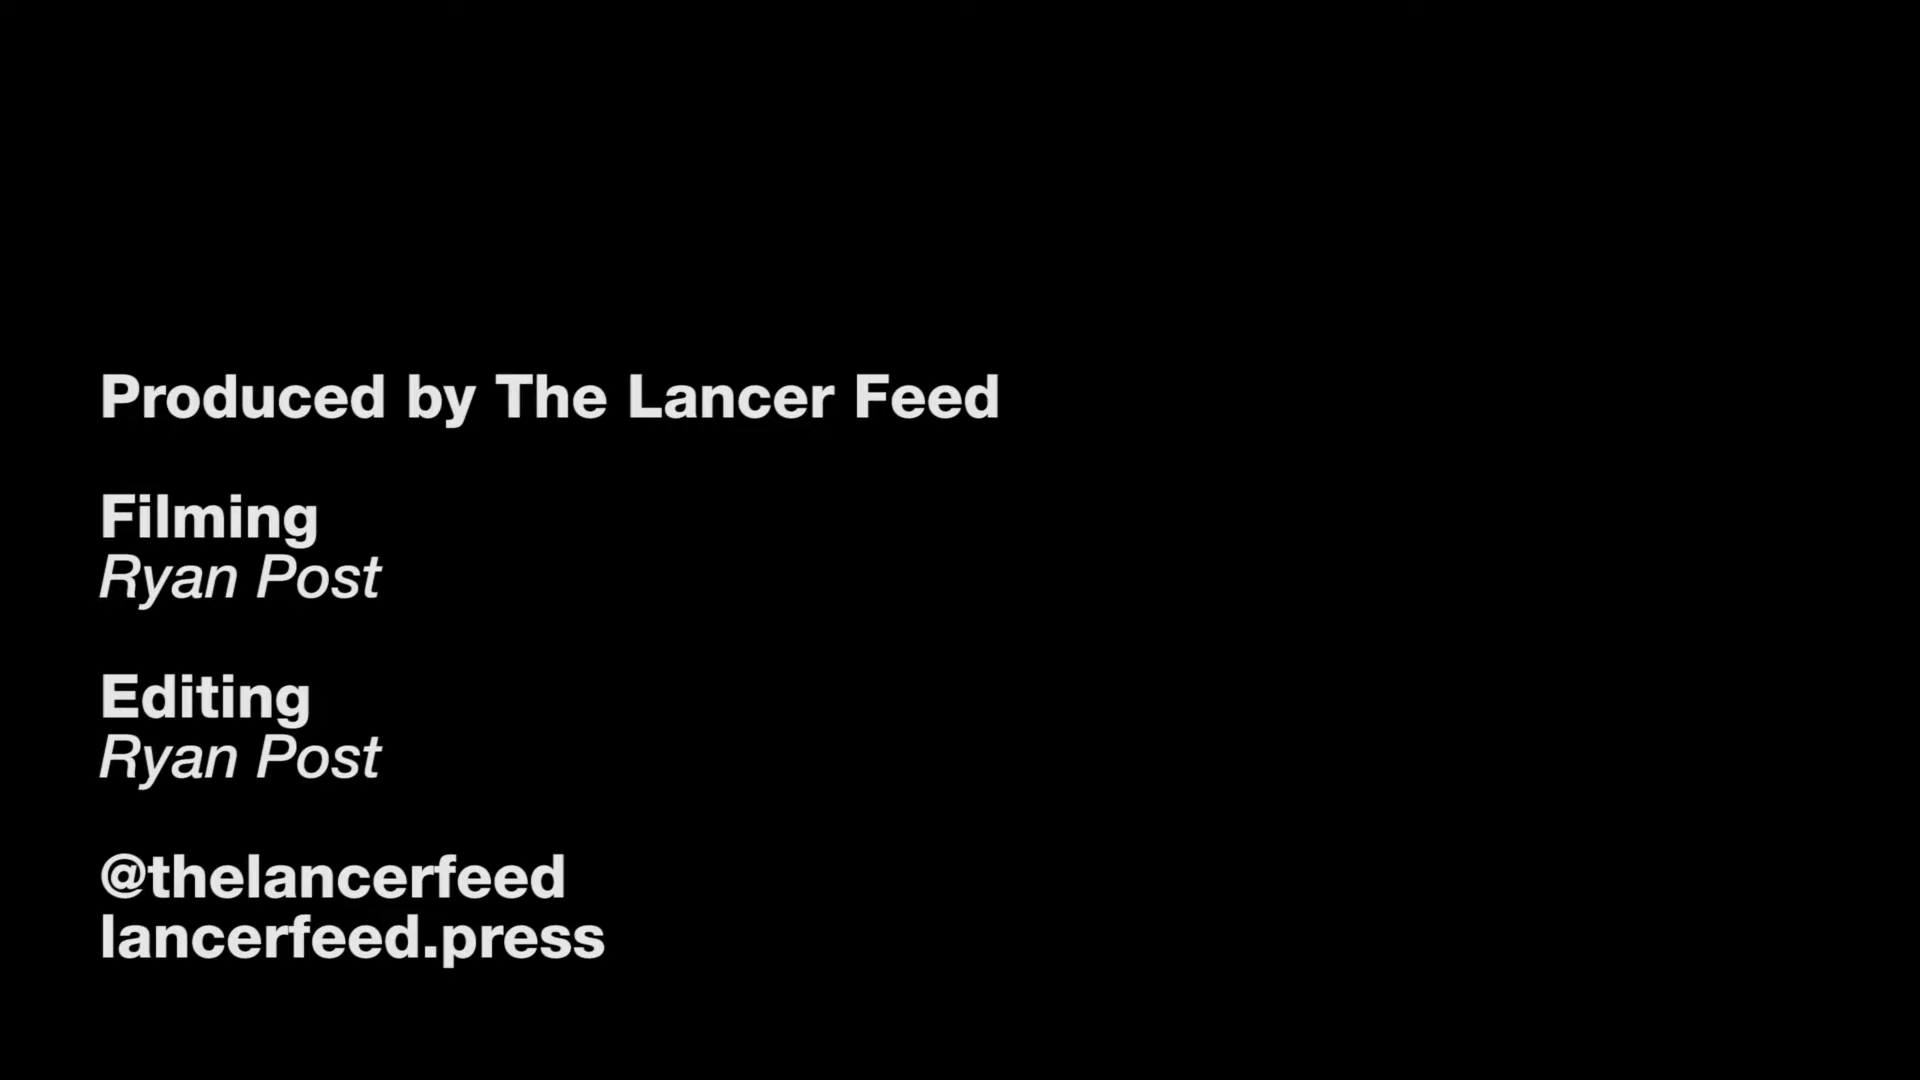 Produced by The Lancer Feed
Filming
Ryan Post
Editing
Ryan Post
@thelancerfeed
lancerfeed.press